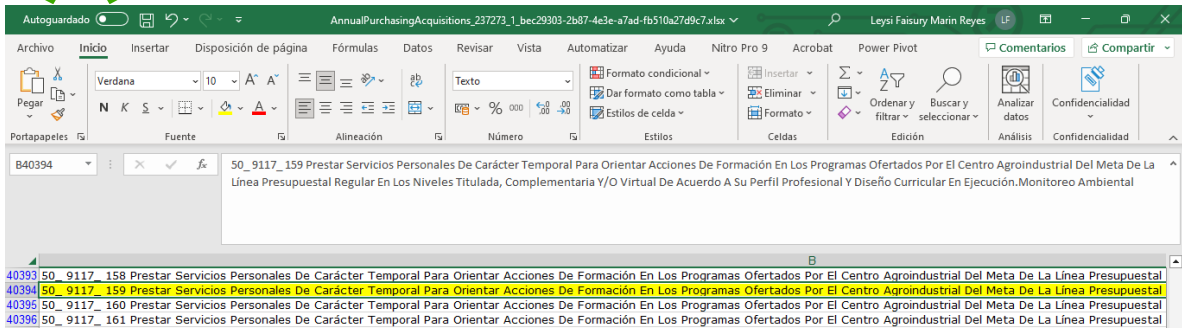 Autoguardado
AnnualPurchasingAcquisitions_237273_1_bec29303-2b87-4e3e-a7ad-fb510a27d9c7.xlsx
Leysi Faisury Marin Reyes
LF
Archivo Inicio Insertar Disposición de página Fórmulas Datos Revisar Vista Automatizar Ayuda Nitro Pro 9 Acrobat Power Pivot Comentarios Compartir
Pegar
Verdana 10
N K S
Texto
% 000
Formato condicional
Dar formato como tabla
Estilos de celda
Insertar
Eliminar
Formato
Ordenar y filtrar
Buscar y seleccionar
Analizar datos
Confidencialidad
Portapapeles Fuente Alineación Número Estilos Celdas Edición Análisis Confidencialidad
B40394 fx 50_9117_159 Prestar Servicios Personales De Carácter Temporal Para Orientar Acciones De Formación En Los Programas Ofertados Por El Centro Agroindustrial Del Meta De La
Línea Presupuestal Regular En Los Niveles Titulada, Complementaria Y/O Virtual De Acuerdo A Su Perfil Profesional Y Diseño Curricular En Ejecución.Monitoreo Ambiental
B
40393 50_ 9117_ 158 Prestar Servicios Personales De Carácter Temporal Para Orientar Acciones De Formación En Los Programas Ofertados Por El Centro Agroindustrial Del Meta De La Línea Presupuestal
40394 50_ 9117_ 159 Prestar Servicios Personales De Carácter Temporal Para Orientar Acciones De Formación En Los Programas Ofertados Por El Centro Agroindustrial Del Meta De La Línea Presupuestal
40395 50_ 9117_ 160 Prestar Servicios Personales De Carácter Temporal Para Orientar Acciones De Formación En Los Programas Ofertados Por El Centro Agroindustrial Del Meta De La Línea Presupuestal
40396 50_ 9117_ 161 Prestar Servicios Personales De Carácter Temporal Para Orientar Acciones De Formación En Los Programas Ofertados Por El Centro Agroindustrial Del Meta De La Línea Presupuestal